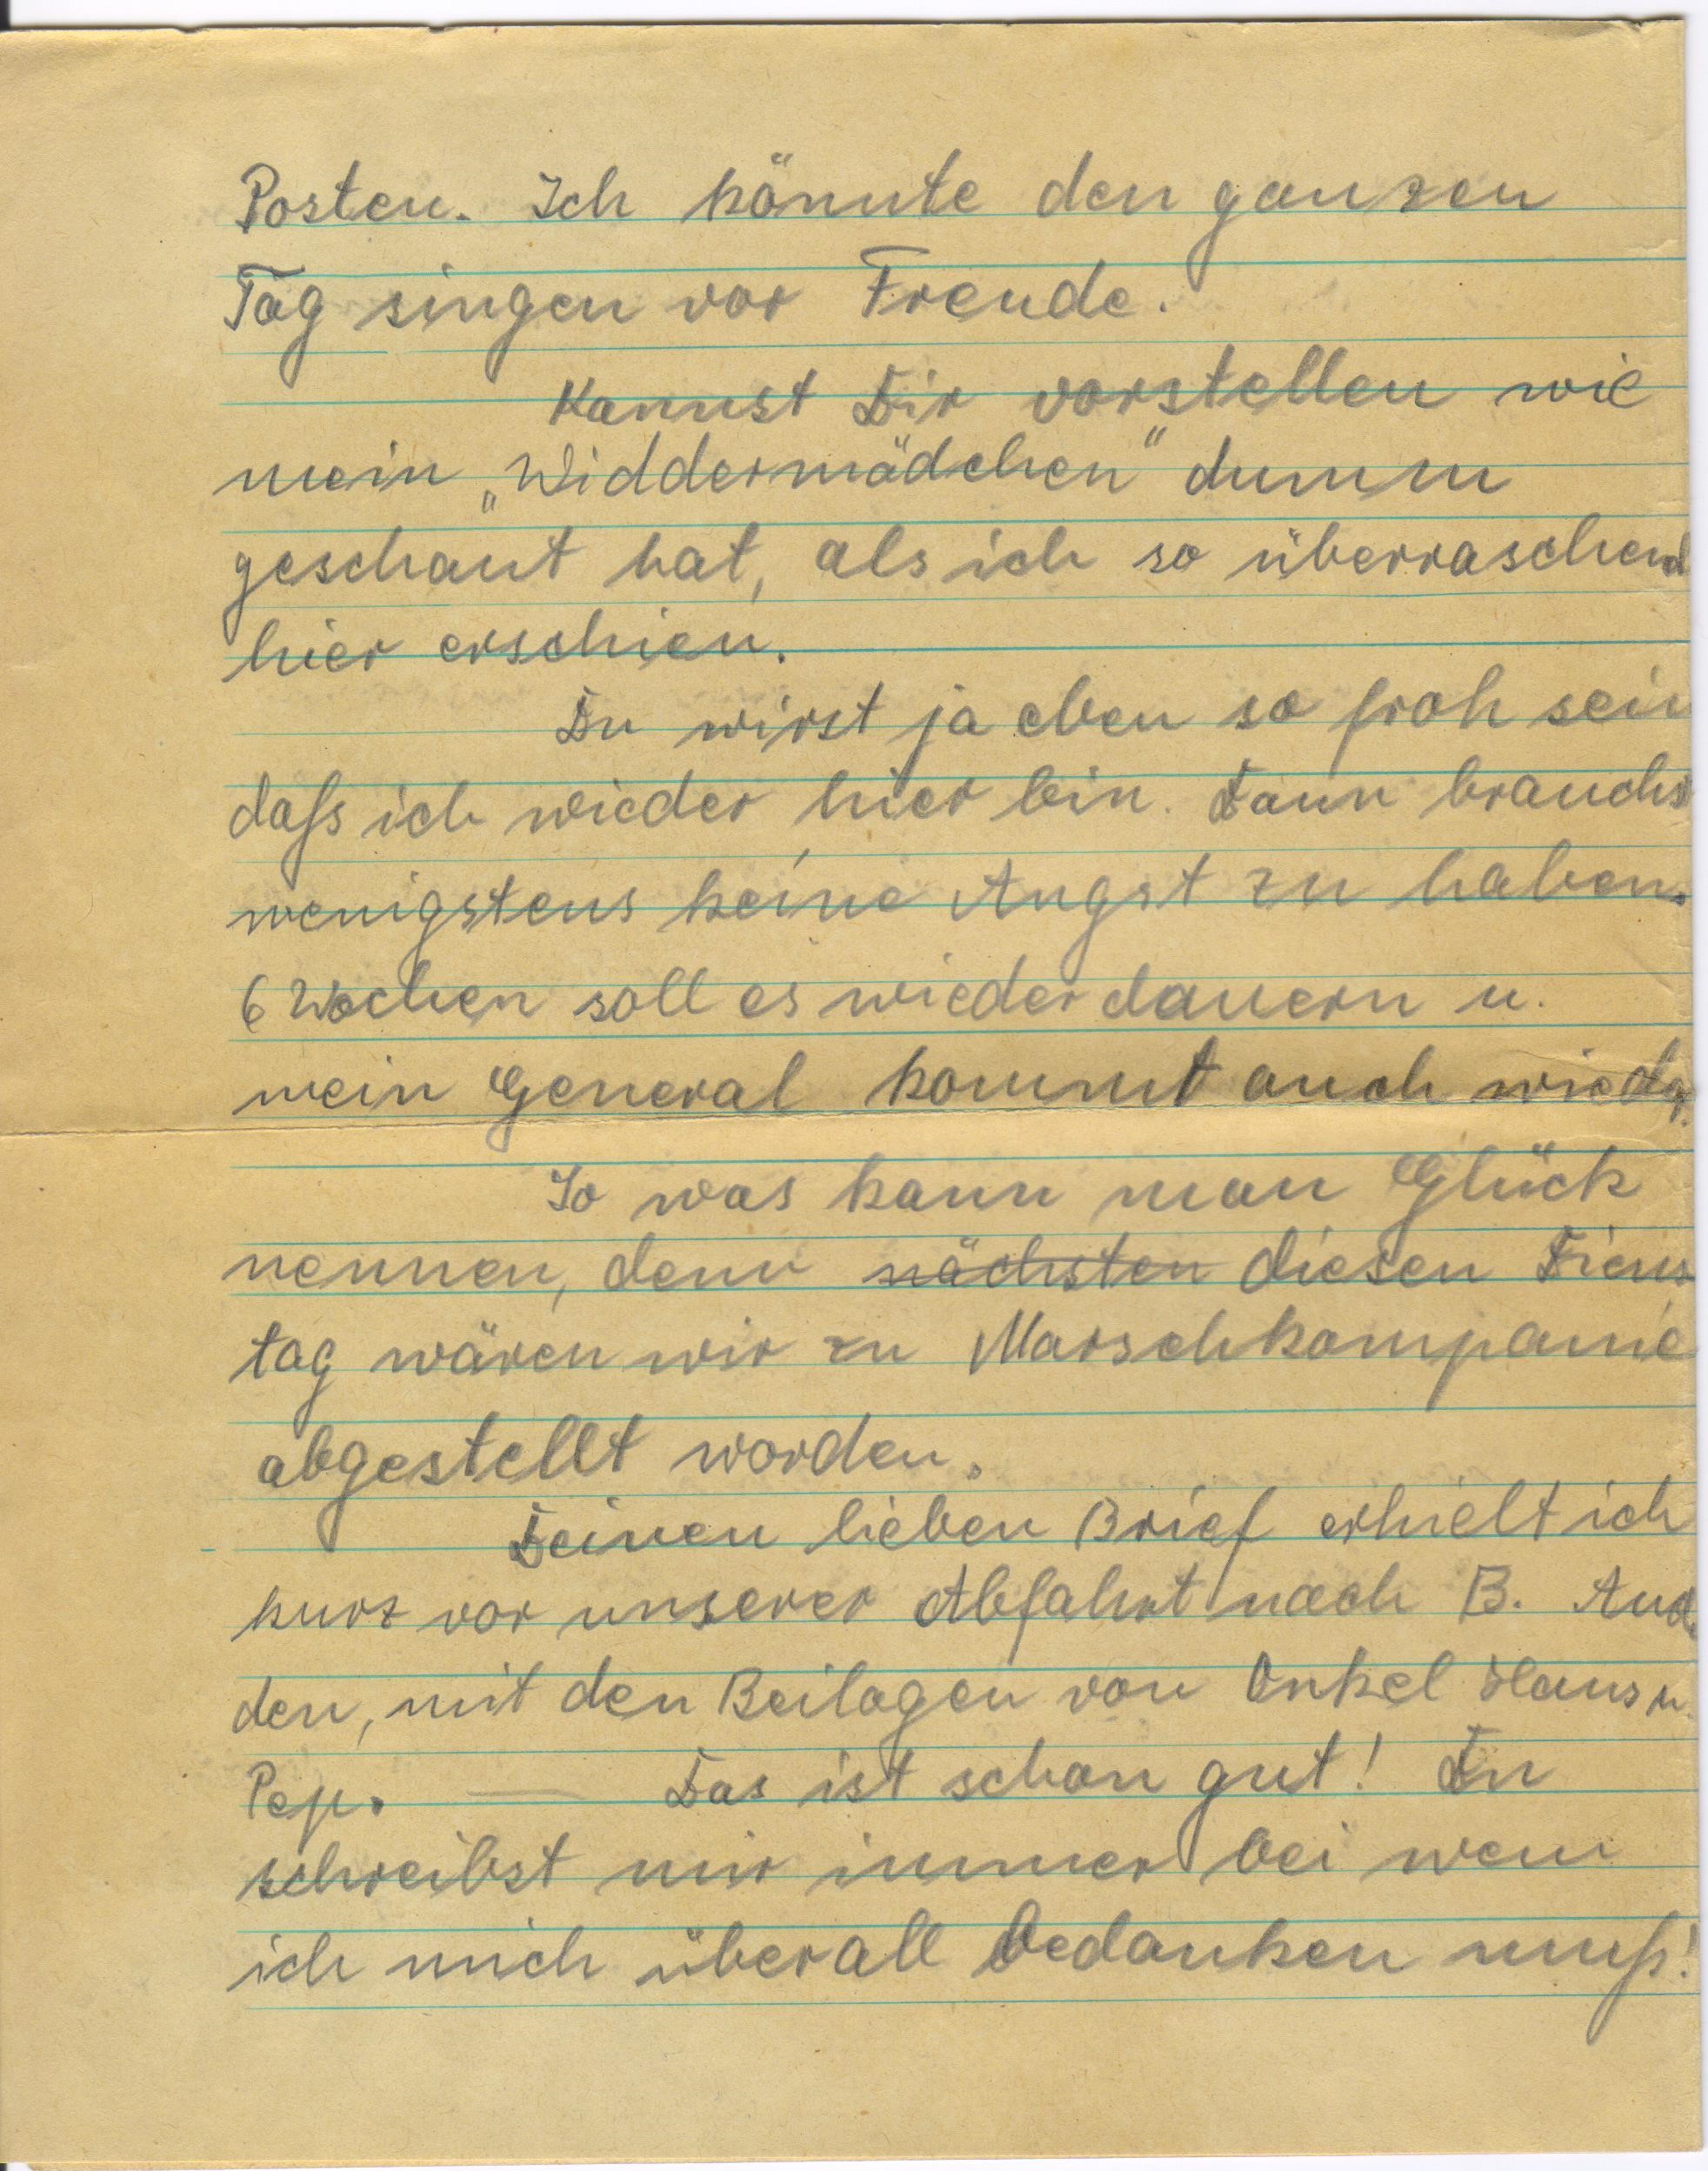 Posten. Ich könnte den ganzen
Tag singen vor Freude.
Kannst Dir vorstellen wie
mein „Widdermädchen" dumm
geschaut hat, als ich so überraschend
hier erschien.
Du wirst ja eben so froh sein
daß ich wieder hier bin. Dann brauchst
wenigstens keine Angst zu haben.
6 Wochen soll es wieder dauern u.
mein General kommt auch wieder.
So was kann man Glück
nennen, denn nächsten diesen Diens
tag wären wir zu Marschkompanie
abgestellt worden.
Deinen lieben Brief erhielt ich
kurz vor unserer Abfahrt nach B.
den, mit den Beilagen von Onkel Hans u.
Pep. — Das ist schon gut! Du
schreibst mir immer bei wem
ich mich überall bedanken muß!